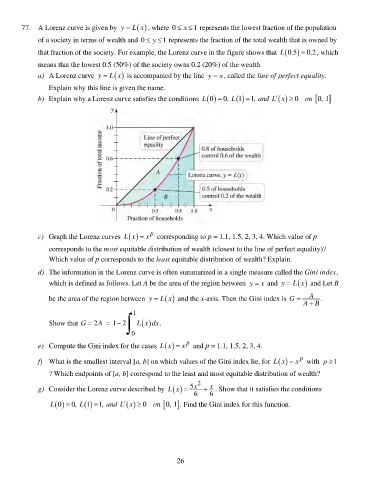 77. A Lorenz curve is given by y = L(x), where 0 ≤ x ≤ 1 represents the lowest fraction of the population
of a society in terms of wealth and 0 ≤ y ≤ 1 represents the fraction of the total wealth that is owned by
that fraction of the society. For example, the Lorenz curve in the figure shows that L(0.5) = 0.2, which
means that the lowest 0.5 (50%) of the society owns 0.2 (20%) of the wealth.
a) A Lorenz curve y = L(x) is accompanied by the line y = x, called the line of perfect equality.
Explain why this line is given the name.
b) Explain why a Lorenz curve satisfies the conditions L(0) = 0, L(1) = 1, and L'(x) ≥ 0 on [0, 1]
y
1.0
Line of perfect
equality
0.8 of households
control 0.6 of the wealth
0.6
Fraction of total income
A
Lorenz curve, y = L(x)
0.2
B
0.5 of households
control 0.2 of the wealth
0 0.5 0.8 1.0 x
Fraction of households
c) Graph the Lorenz curves L(x) = x^p corresponding to p = 1.1, 1.5, 2, 3, 4. Which value of p
corresponds to the most equitable distribution of wealth (closest to the line of perfect equality)?
Which value of p corresponds to the least equitable distribution of wealth? Explain.
d) The information in the Lorenz curve is often summarized in a single measure called the Gini index,
which is defined as follows. Let A be the area of the region between y = x and y = L(x) and Let B
be the area of the region between y = L(x) and the x-axis. Then the Gini index is G = A/(A + B).
Show that G = 2A = 1 − 2∫₀¹ L(x)dx.
e) Compute the Gini index for the cases L(x) = x^p and p = 1.1, 1.5, 2, 3, 4.
f) What is the smallest interval [a, b] on which values of the Gini index lie, for L(x) = x^p with p ≥ 1
? Which endpoints of [a, b] correspond to the least and most equitable distribution of wealth?
g) Consider the Lorenz curve described by L(x) = 5x²/6 + x/6. Show that it satisfies the conditions
L(0) = 0, L(1) = 1, and L'(x) ≥ 0 on [0, 1]. Find the Gini index for this function.
26